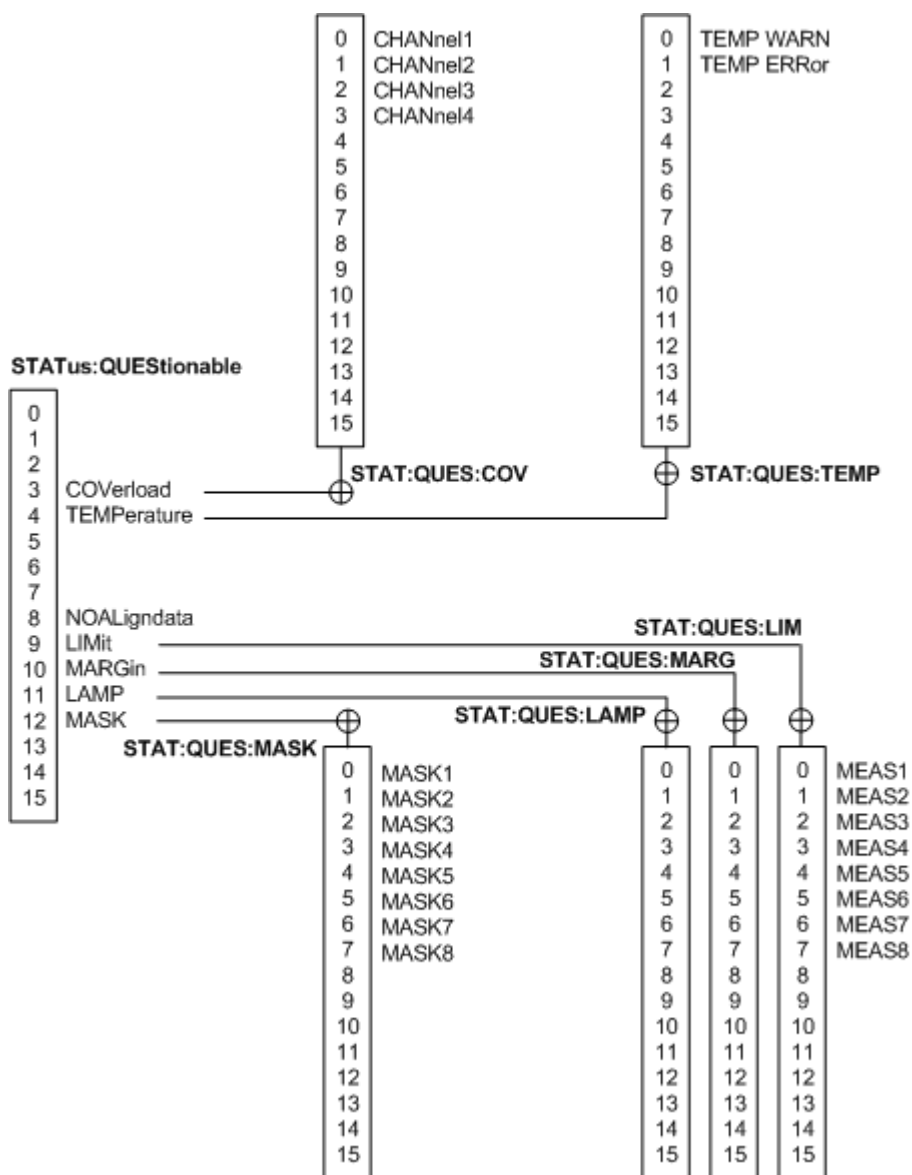 0 CHANnel1
1 CHANnel2
2 CHANnel3
3 CHANnel4
4
5
6
7
8
9
10
11
12
13
14
15
STAT:QUES:COV
0 TEMP WARN
1 TEMP ERRor
2
3
4
5
6
7
8
9
10
11
12
13
14
15
STAT:QUES:TEMP
STATus:QUEStionable
0
1
2
3 COVerload
4 TEMPerature
5
6
7
8 NOALigndata
9 LIMit
10 MARGin
11 LAMP
12 MASK
13
14
15
STAT:QUES:LIM
STAT:QUES:MARG
STAT:QUES:LAMP
STAT:QUES:MASK
0 MASK1
1 MASK2
2 MASK3
3 MASK4
4 MASK5
5 MASK6
6 MASK7
7 MASK8
8
9
10
11
12
13
14
15
0 0 0 MEAS1
1 1 1 MEAS2
2 2 2 MEAS3
3 3 3 MEAS4
4 4 4 MEAS5
5 5 5 MEAS6
6 6 6 MEAS7
7 7 7 MEAS8
8 8 8
9 9 9
10 10 10
11 11 11
12 12 12
13 13 13
14 14 14
15 15 15